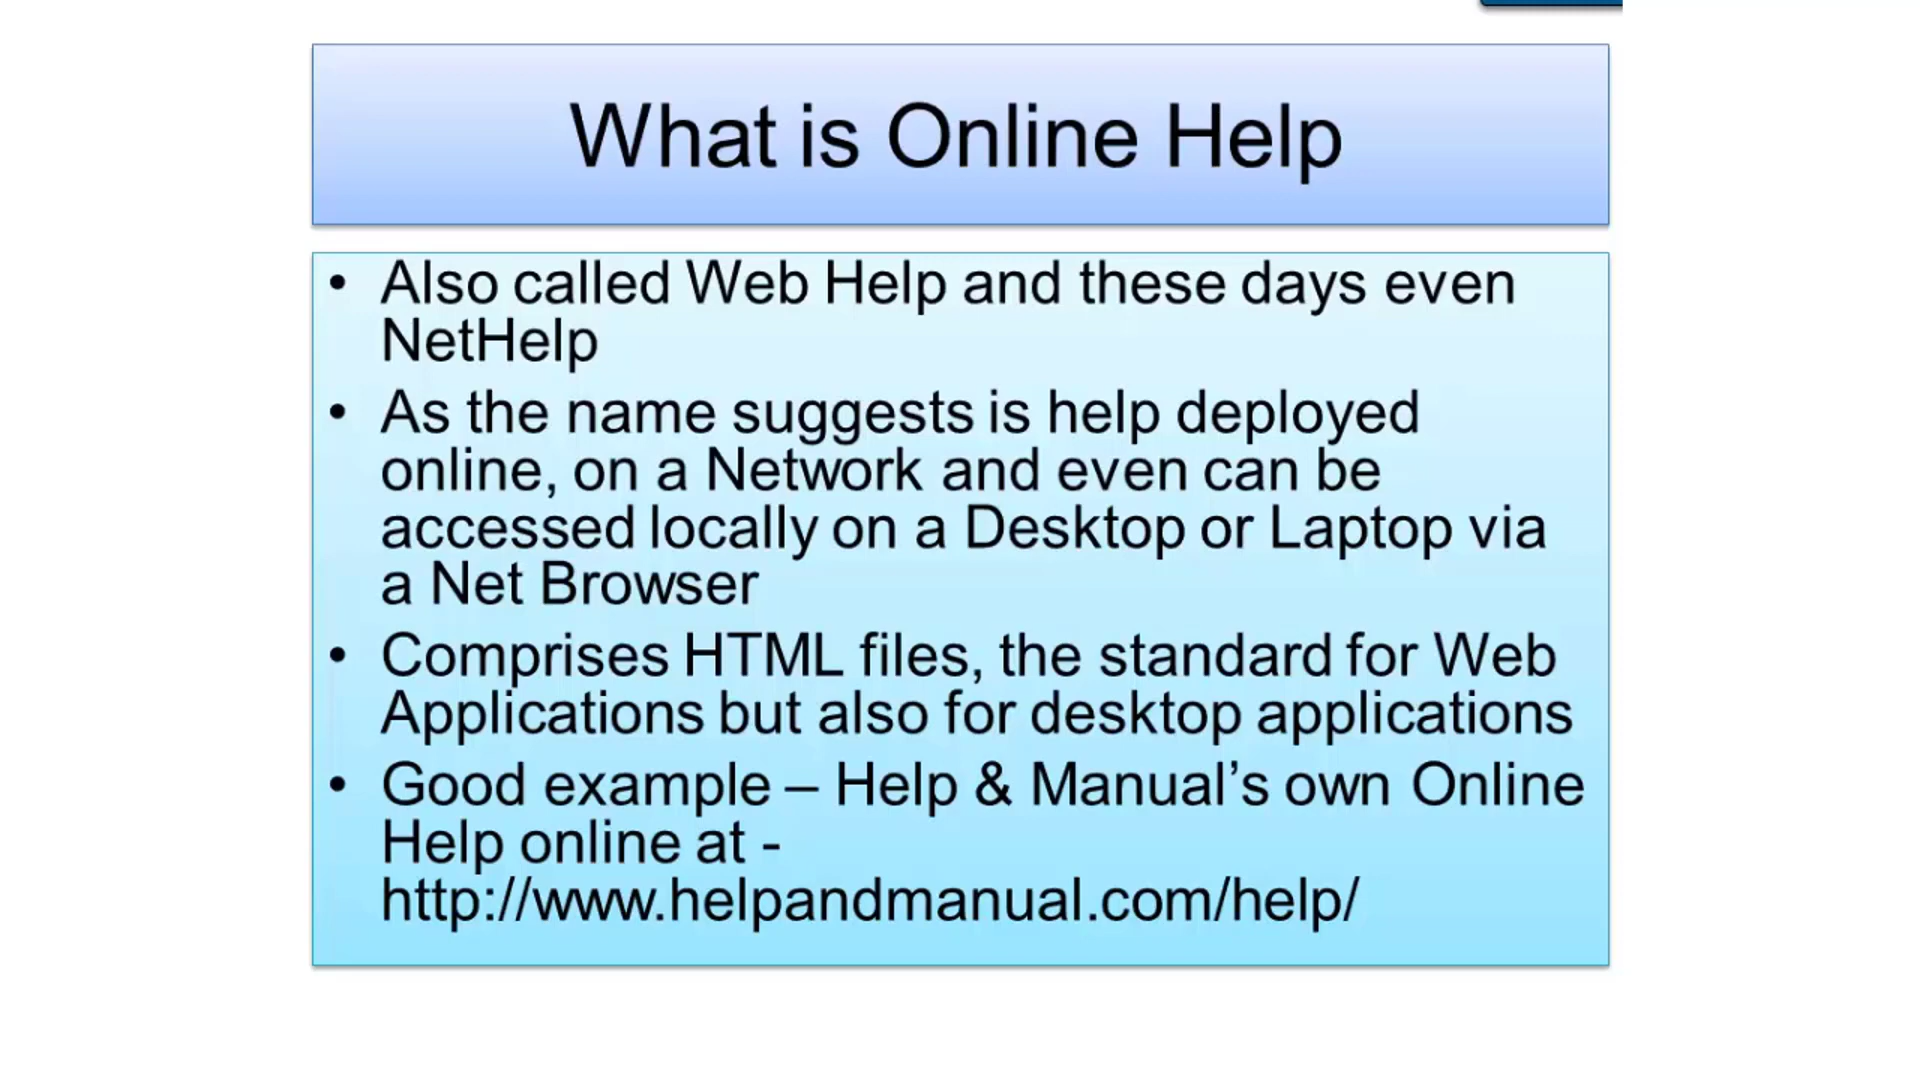 What is Online Help
• Also called Web Help and these days even
NetHelp
• As the name suggests is help deployed
online, on a Network and even can be
accessed locally on a Desktop or Laptop via
a Net Browser
• Comprises HTML files, the standard for Web
Applications but also for desktop applications
• Good example – Help & Manual’s own Online
Help online at -
http://www.helpandmanual.com/help/